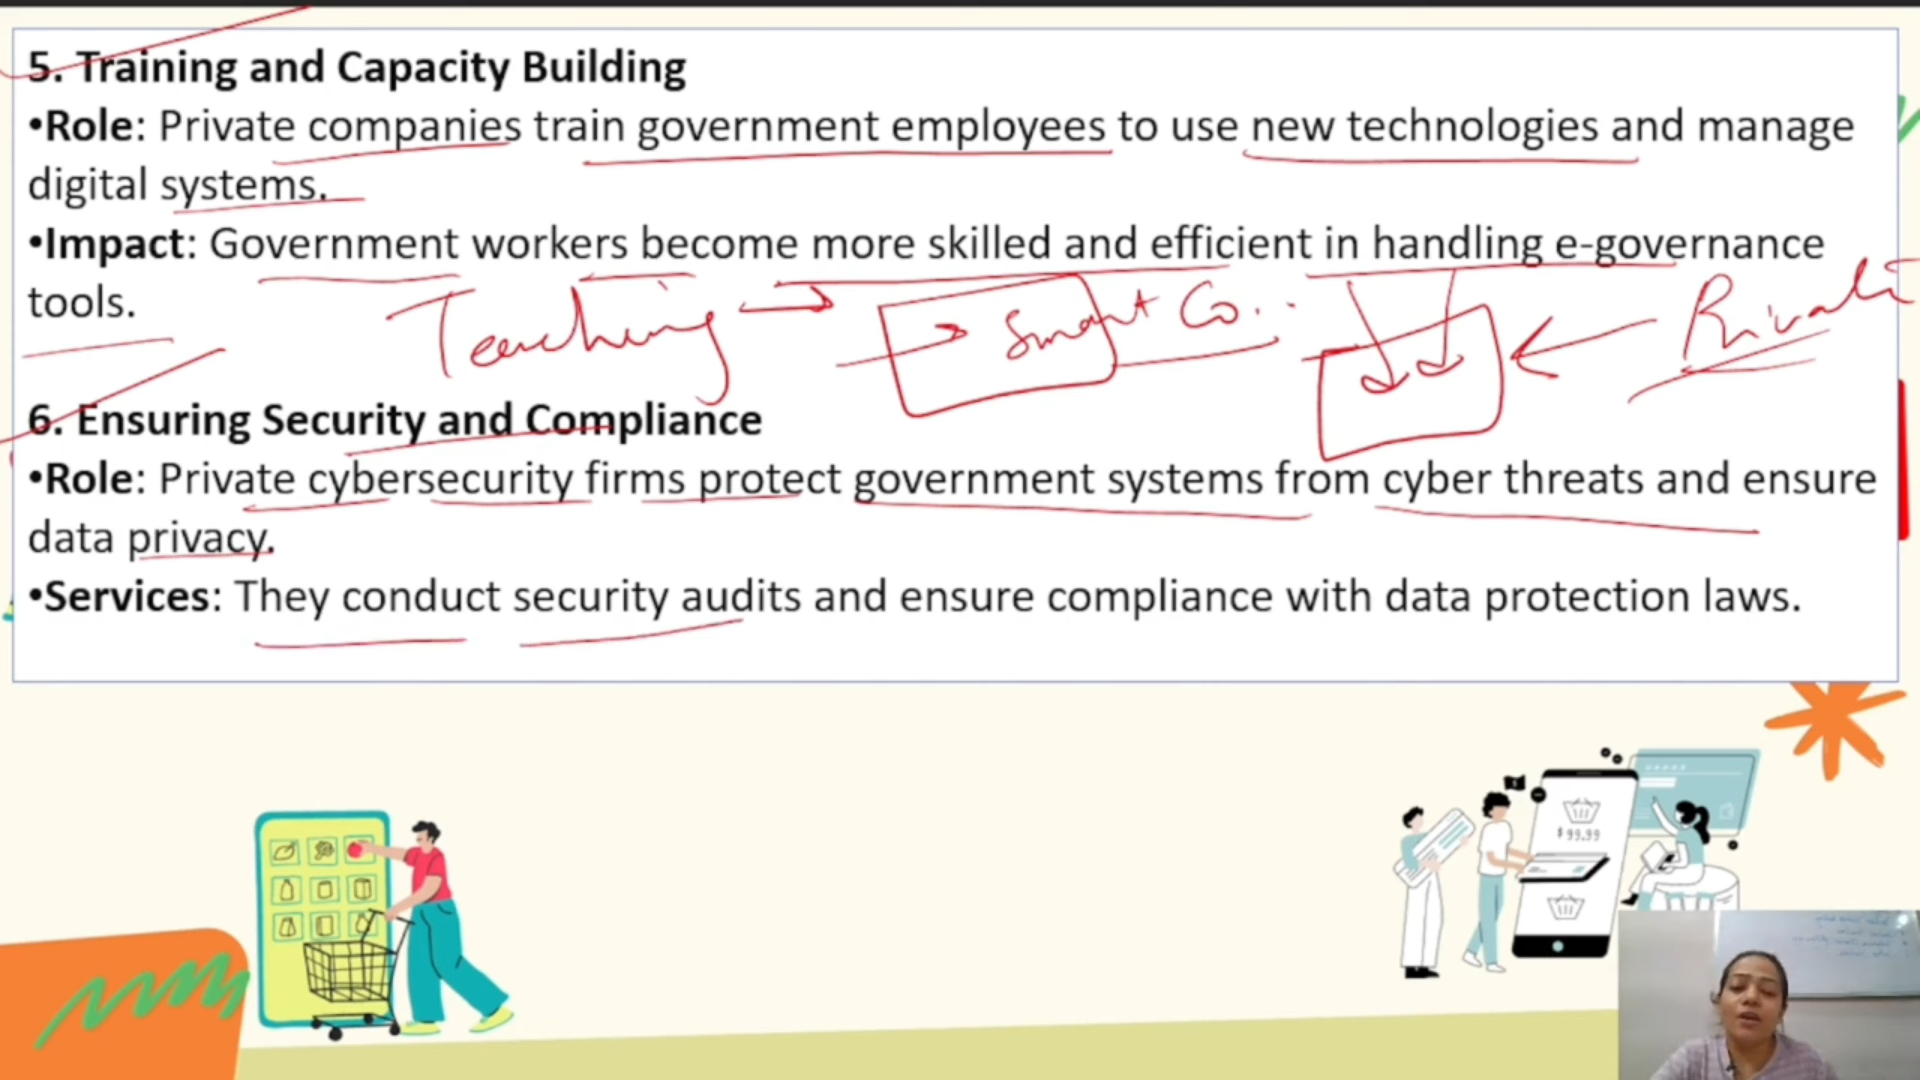 5. Training and Capacity Building
•Role: Private companies train government employees to use new technologies and manage
digital systems.
•Impact: Government workers become more skilled and efficient in handling e-governance
tools.
Teaching → Smart Co..
6. Ensuring Security and Compliance
•Role: Private cybersecurity firms protect government systems from cyber threats and ensure
data privacy.
•Services: They conduct security audits and ensure compliance with data protection laws.
$99.99